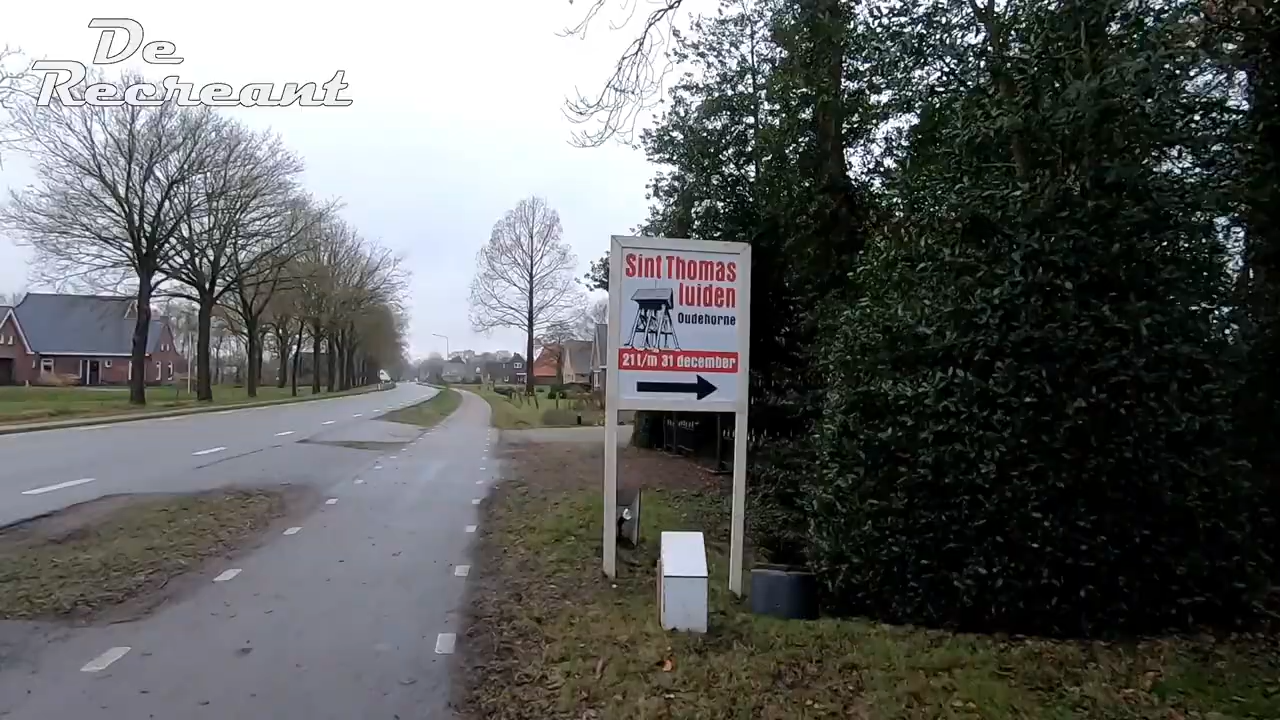 De
Recreant
Sint Thomas
luiden
Oudehorne
21 t/m 31 december